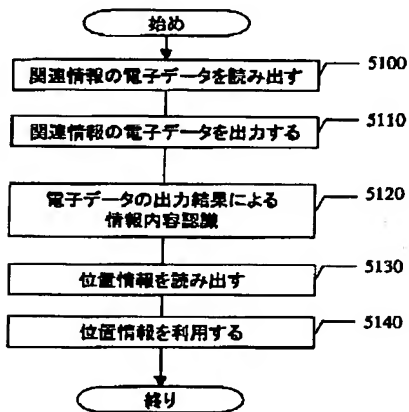 始め
関連情報の電子データを読み出す
5100
関連情報の電子データを出力する
5110
電子データの出力結果による
情報内容認識
5120
位置情報を読み出す
5130
位置情報を利用する
5140
終り